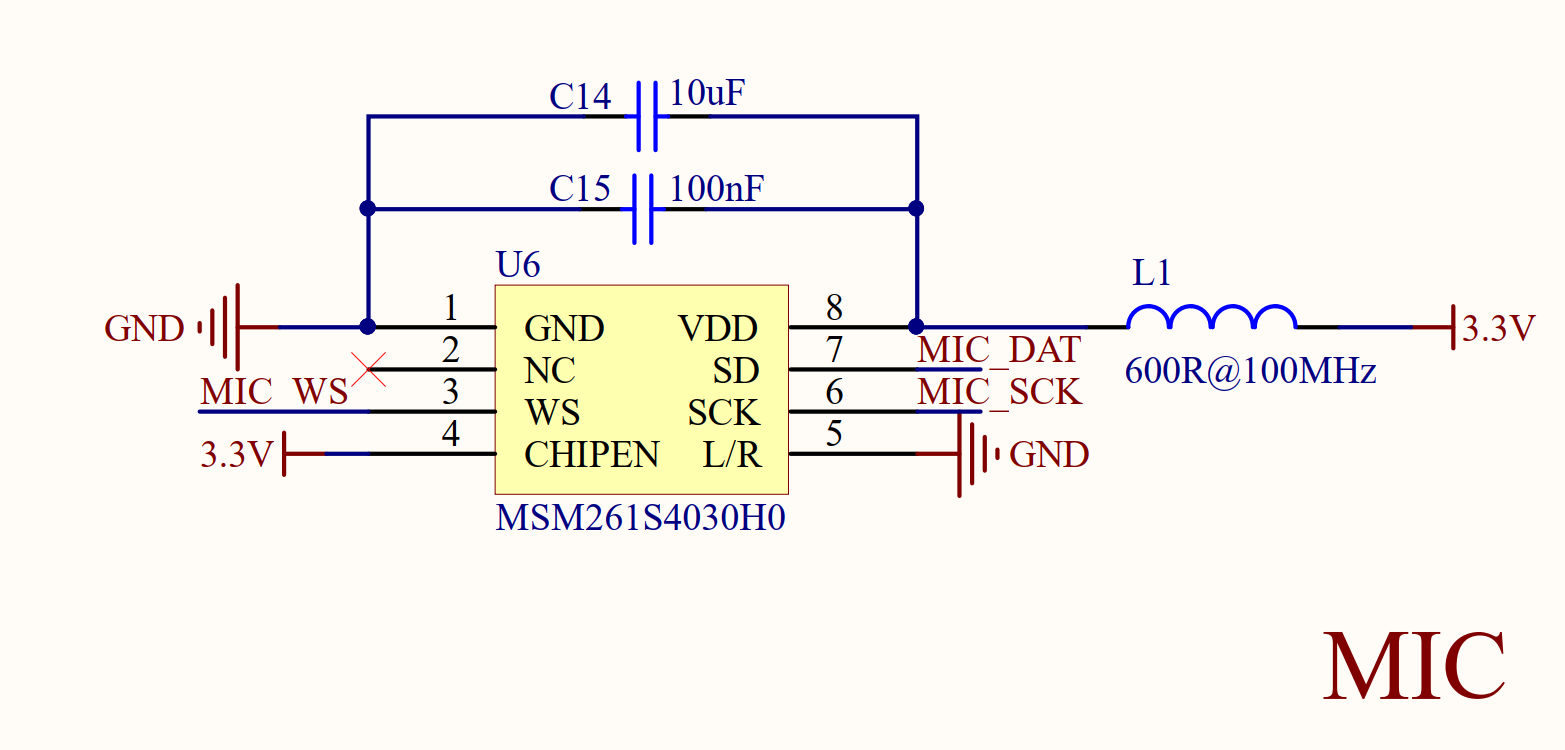 C14 10uF
C15 100nF
U6
L1
GND 1 GND VDD 8 3.3V
2 NC SD 7 MIC_DAT
600R@100MHz
MIC_WS 3 WS SCK 6 MIC_SCK
3.3V 4 CHIPEN L/R 5 GND
MSM261S4030H0
MIC